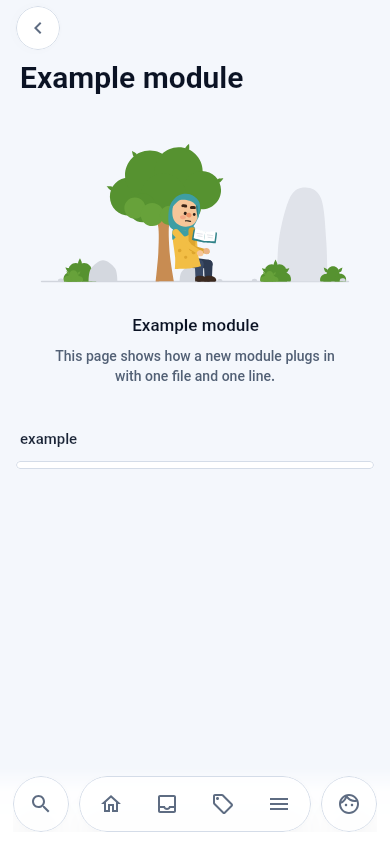 Example module
Example module
This page shows how a new module plugs in
with one file and one line.
example